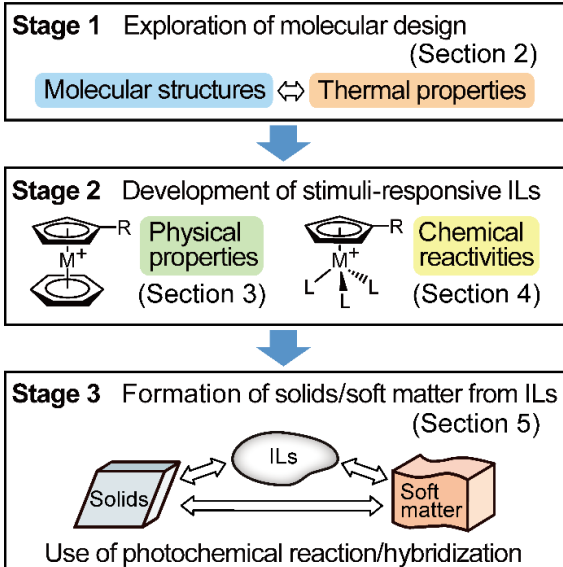 Stage 1 Exploration of molecular design
(Section 2)
Molecular structures ⇔ Thermal properties
Stage 2 Development of stimuli-responsive ILs
R
M+
Physical
properties
(Section 3)
R
M+
L
L
L
Chemical
reactivities
(Section 4)
Stage 3 Formation of solids/soft matter from ILs
(Section 5)
ILs
Solids
Soft
matter
Use of photochemical reaction/hybridization